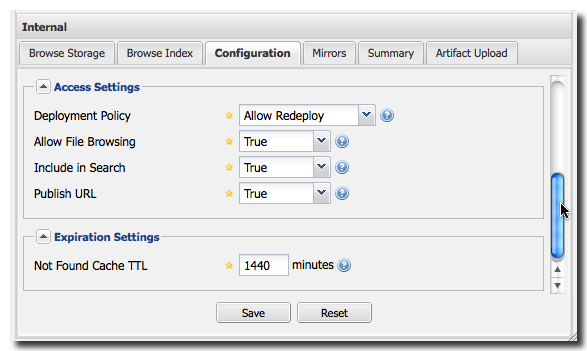 Internal
Browse Storage Browse Index Configuration Mirrors Summary Artifact Upload
Access Settings
Deployment Policy Allow Redeploy ?
Allow File Browsing True ?
Include in Search True ?
Publish URL True ?
Expiration Settings
Not Found Cache TTL 1440 minutes ?
Save Reset